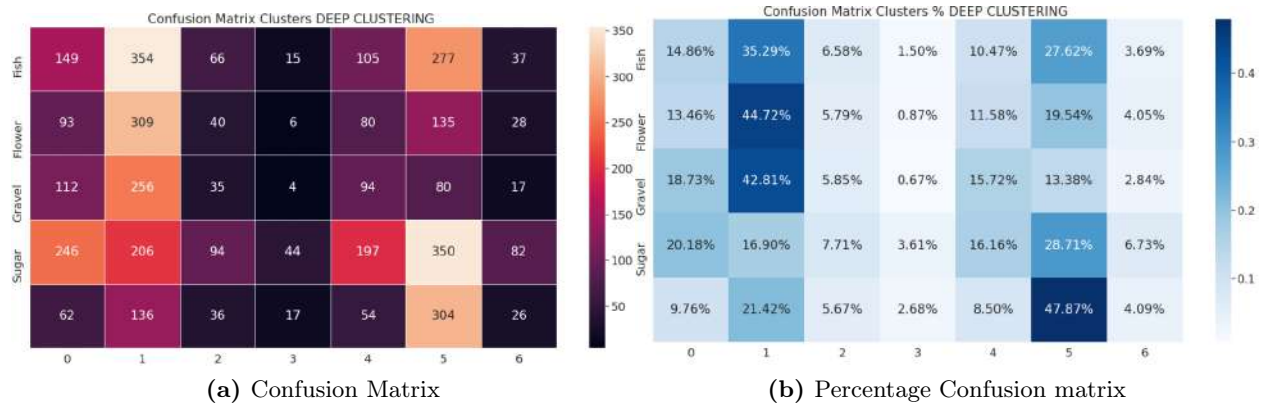 Confusion Matrix Clusters DEEP CLUSTERING
Fish 149 354 66 15 105 277 37
Flower 93 309 40 6 80 135 28
Gravel 112 256 35 4 94 80 17
Sugar 246 206 94 44 197 350 82
62 136 36 17 54 304 26
0 1 2 3 4 5 6
350
300
250
200
150
100
50
(a) Confusion Matrix
Confusion Matrix Clusters % DEEP CLUSTERING
Fish 14.86% 35.29% 6.58% 1.50% 10.47% 27.62% 3.69%
Flower 13.46% 44.72% 5.79% 0.87% 11.58% 19.54% 4.05%
Gravel 18.73% 42.81% 5.85% 0.67% 15.72% 13.38% 2.84%
Sugar 20.18% 16.90% 7.71% 3.61% 16.16% 28.71% 6.73%
9.76% 21.42% 5.67% 2.68% 8.50% 47.87% 4.09%
0 1 2 3 4 5 6
0.4
0.3
0.2
0.1
(b) Percentage Confusion matrix